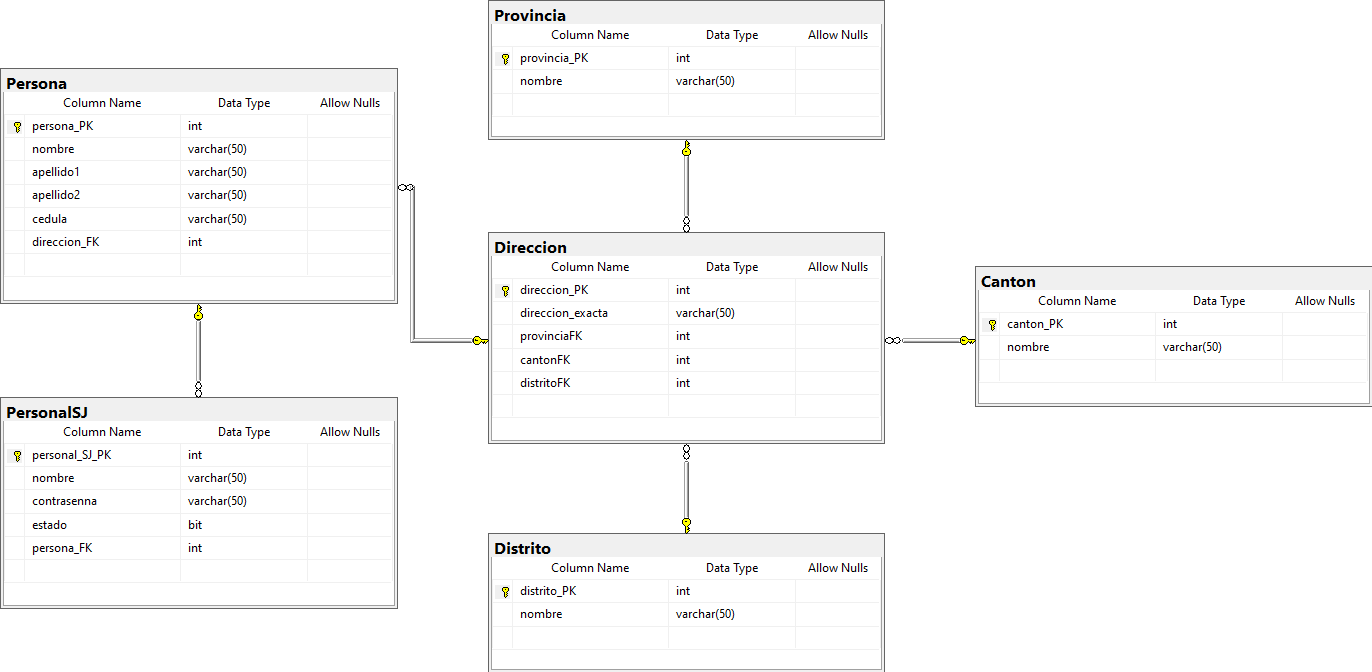 Provincia
Column Name Data Type Allow Nulls
provincia_PK int
nombre varchar(50)
Persona
Column Name Data Type Allow Nulls
persona_PK int
nombre varchar(50)
apellido1 varchar(50)
apellido2 varchar(50)
cedula varchar(50)
direccion_FK int
Direccion
Column Name Data Type Allow Nulls
direccion_PK int
direccion_exacta varchar(50)
provinciaFK int
cantonFK int
distritoFK int
Canton
Column Name Data Type Allow Nulls
canton_PK int
nombre varchar(50)
PersonalSJ
Column Name Data Type Allow Nulls
personal_SJ_PK int
nombre varchar(50)
contrasenna varchar(50)
estado bit
persona_FK int
Distrito
Column Name Data Type Allow Nulls
distrito_PK int
nombre varchar(50)